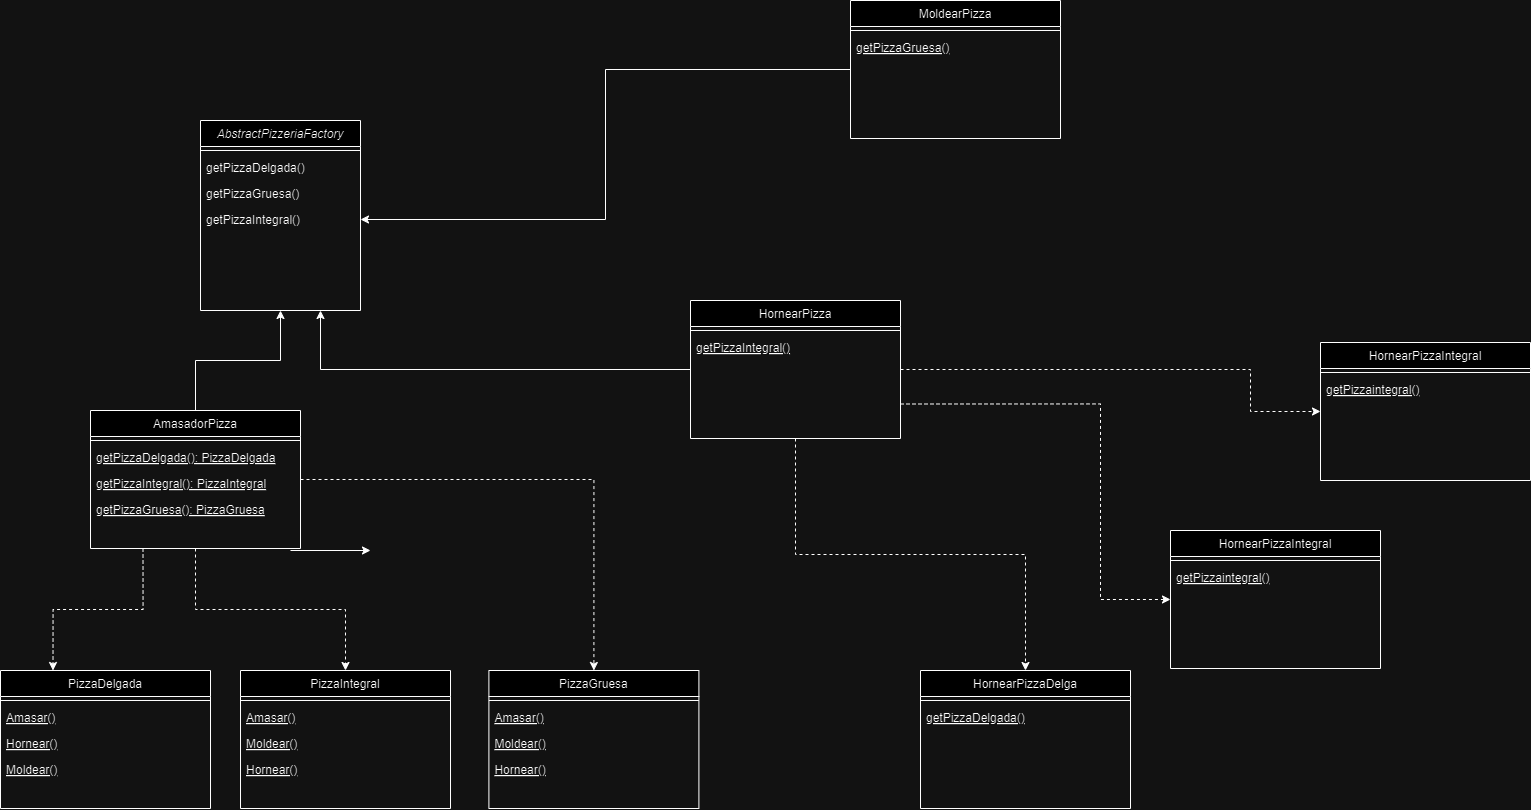 MoldearPizza
getPizzaGruesa()
AbstractPizzeriaFactory
getPizzaDelgada()
getPizzaGruesa()
getPizzaIntegral()
HornearPizza
getPizzaIntegral()
HornearPizzaIntegral
getPizzaintegral()
AmasadorPizza
getPizzaDelgada(): PizzaDelgada
getPizzaIntegral(): PizzaIntegral
getPizzaGruesa(): PizzaGruesa
HornearPizzaIntegral
getPizzaintegral()
PizzaDelgada
Amasar()
Hornear()
Moldear()
PizzaIntegral
Amasar()
Moldear()
Hornear()
PizzaGruesa
Amasar()
Moldear()
Hornear()
HornearPizzaDelga
getPizzaDelgada()